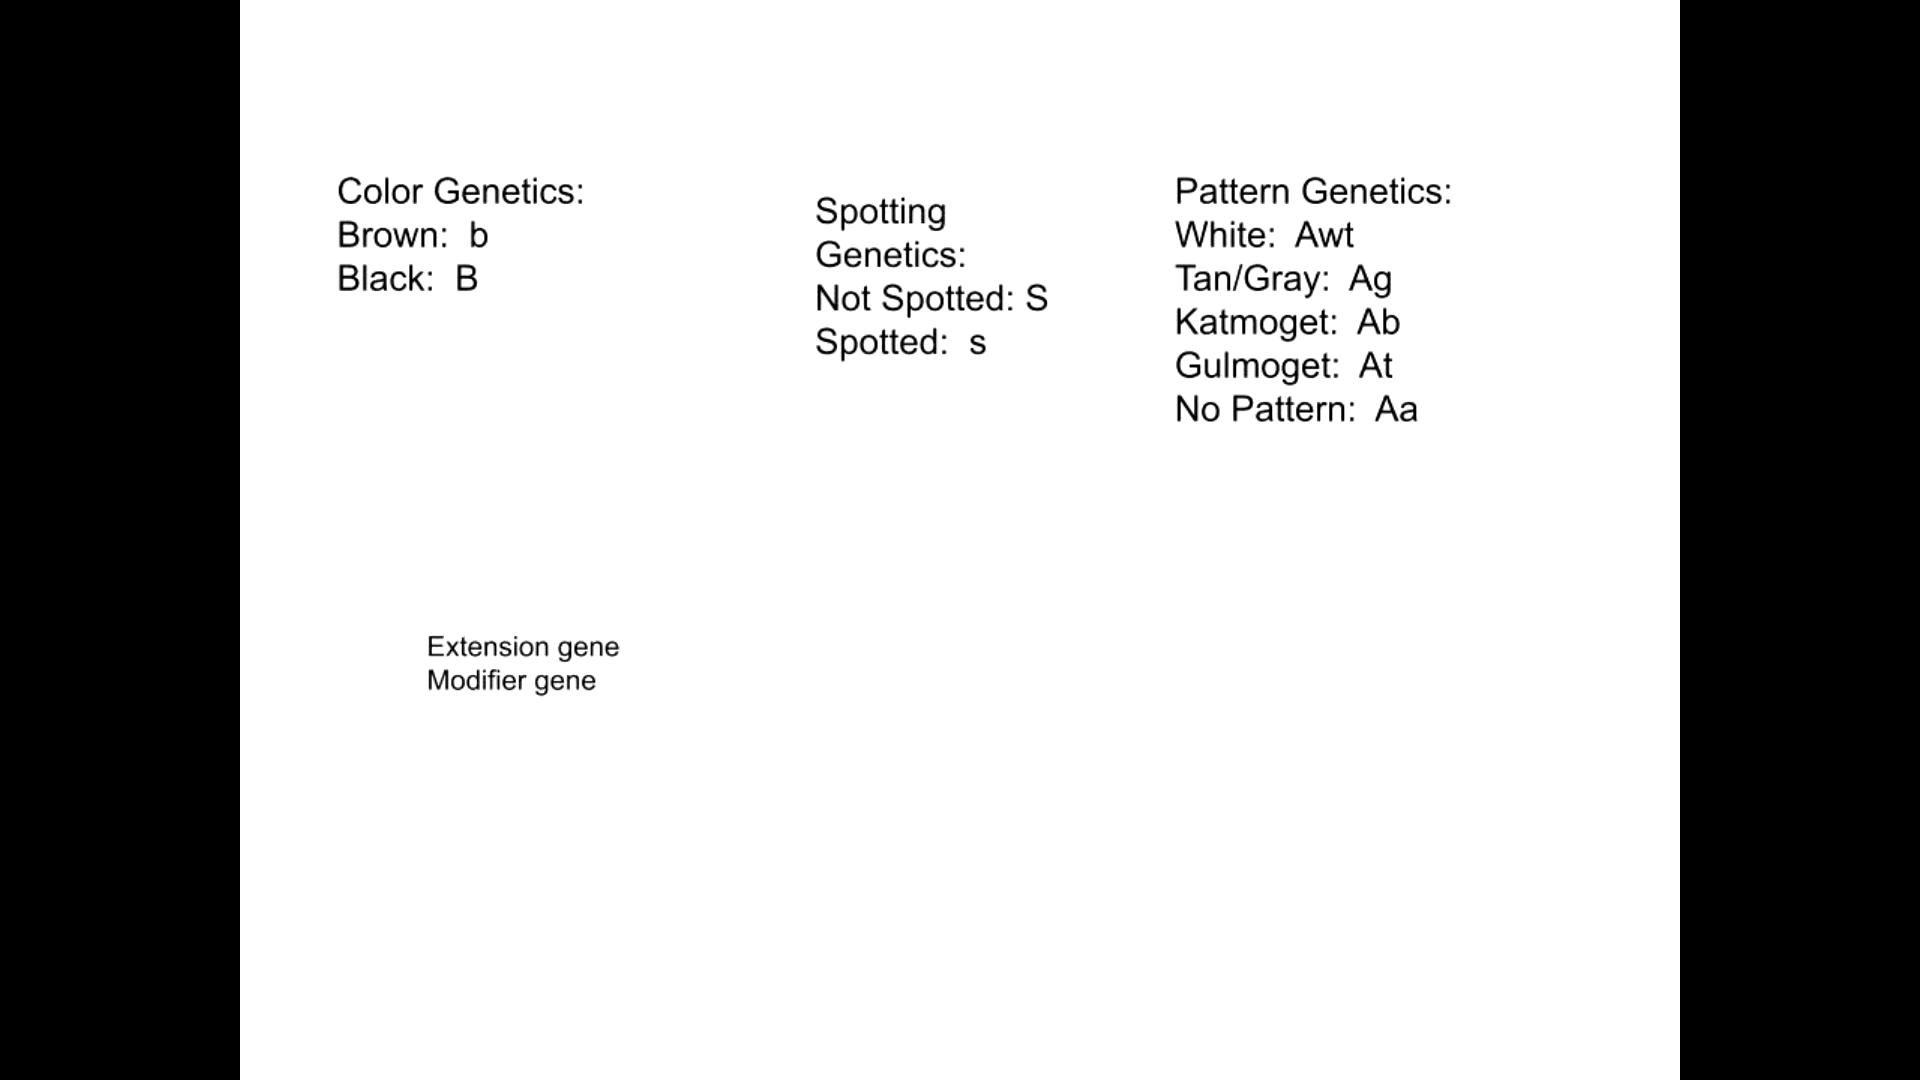 Color Genetics:
Brown:  b
Black:  B
Spotting
Genetics:
Not Spotted: S
Spotted:  s
Pattern Genetics:
White:  Awt
Tan/Gray:  Ag
Katmoget:  Ab
Gulmoget:  At
No Pattern:  Aa
Extension gene
Modifier gene